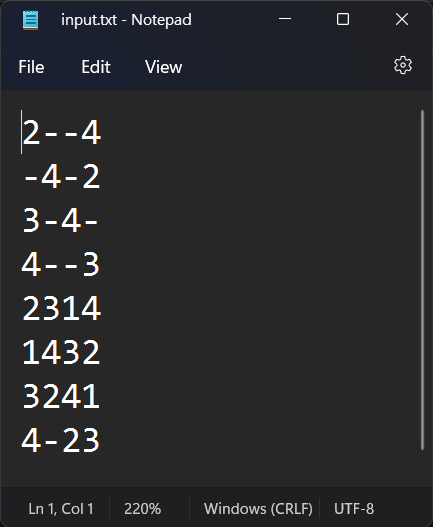 input.txt - Notepad
File Edit View
2--4
-4-2
3-4-
4--3
2314
1432
3241
4-23
Ln 1, Col 1 220% Windows (CRLF) UTF-8